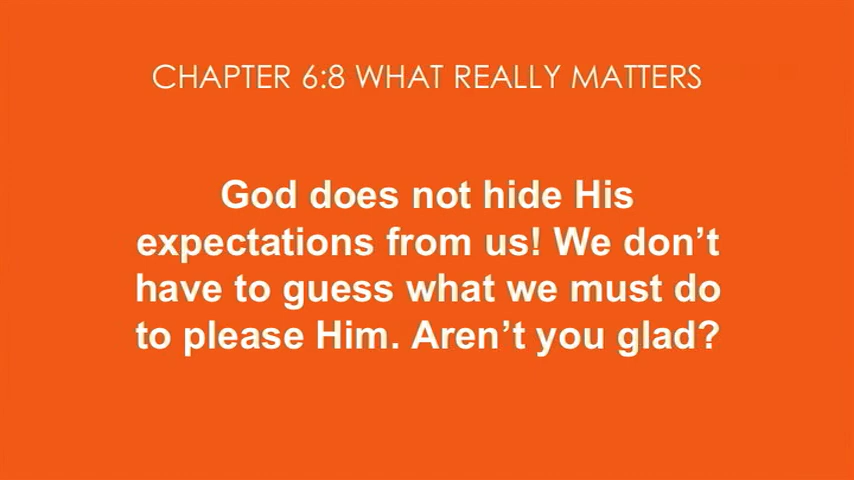 CHAPTER 6:8 WHAT REALLY MATTERS
God does not hide His
expectations from us! We don’t
have to guess what we must do
to please Him. Aren’t you glad?